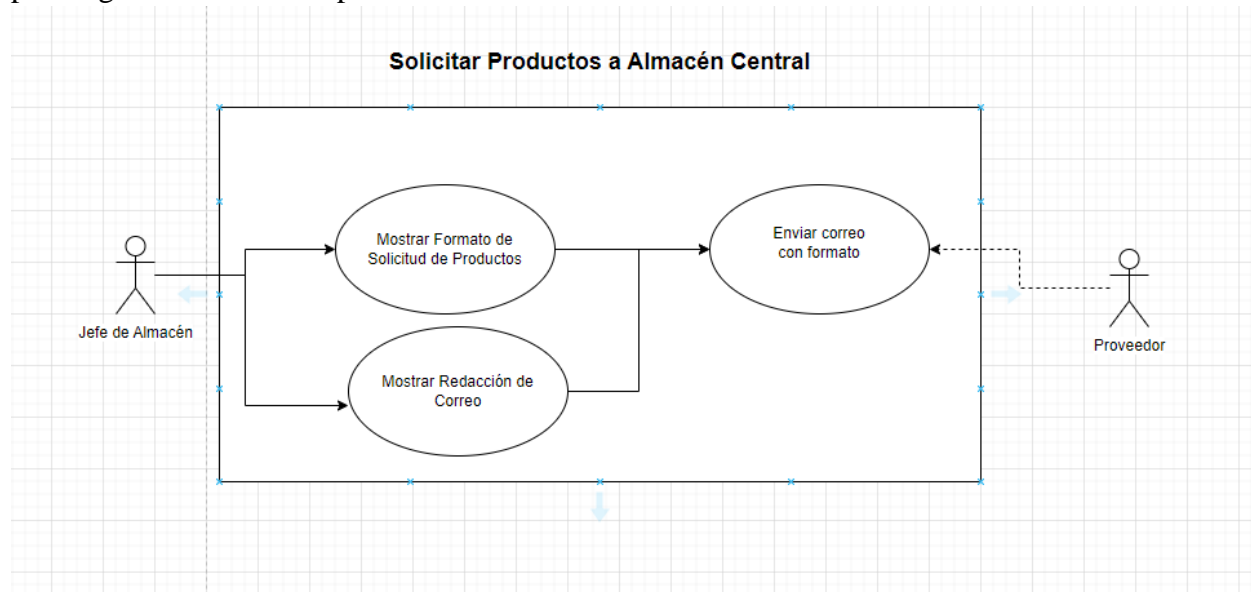 Solicitar Productos a Almacén Central
Mostrar Formato de
Solicitud de Productos
Enviar correo
con formato
Jefe de Almacén
Proveedor
Mostrar Redacción de
Correo